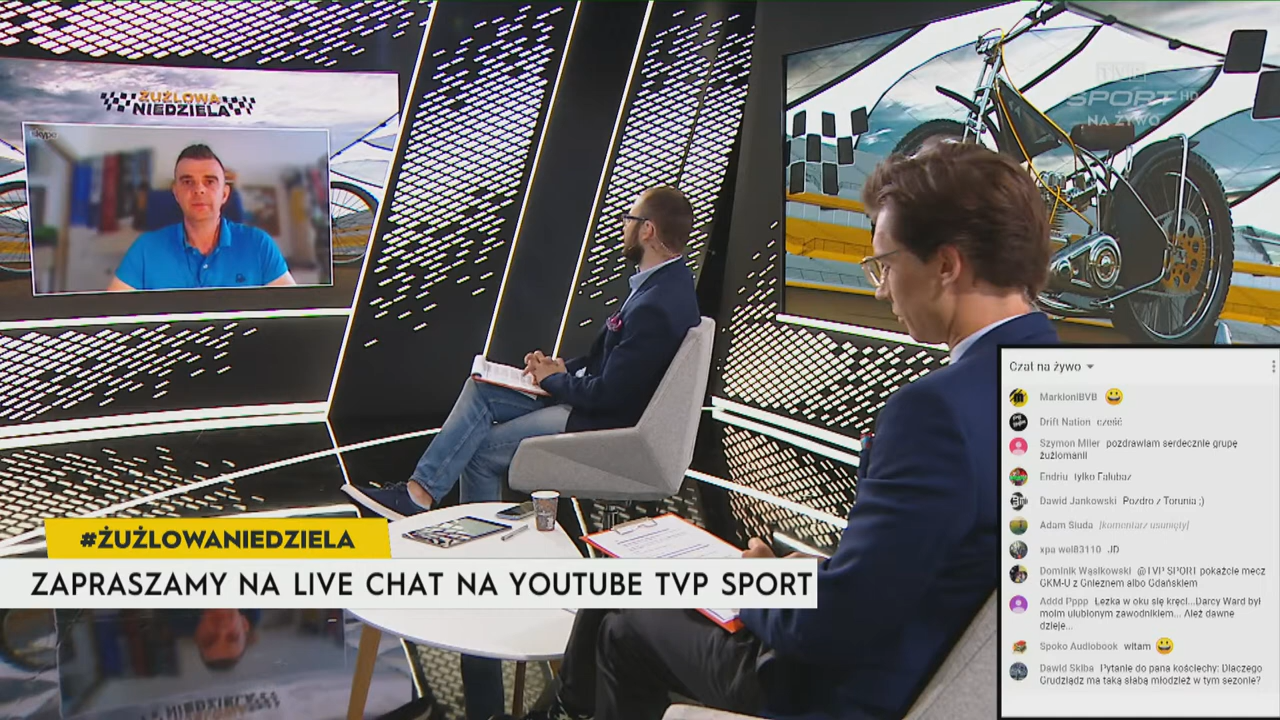 ŻUŻLOWA
NIEDZIELA
skype
TVP
SPORT HD
NA ŻYWO
#ŻUŻLOWANIEDZIELA
ZAPRASZAMY NA LIVE CHAT NA YOUTUBE TVP SPORT
Czat na żywo
MarkioniBVB 😀
Drift Nation cześć
Szymon Miler pozdrawiam serdecznie grupę
żużlomanii
Endriu tylko Falubaz
Dawid Jankowski Pozdro z Torunia ;)
Adam Siuda [komentarz usunięty]
xpa wel83110 JD
Dominik Wąsikowski @TVP SPORT pokażcie mecz
GKM-U z Gnieznem albo Gdańskiem
Addd Pppp Łezka w oku się kręci...Darcy Ward był
moim ulubionym zawodnikiem... Ależ dawne
dzieje...
Spoko Audiobook witam 😀
Dawid Skiba Pytanie do pana kościechy: Dlaczego
Grudziądz ma taką słabą młodzież w tym sezonie?